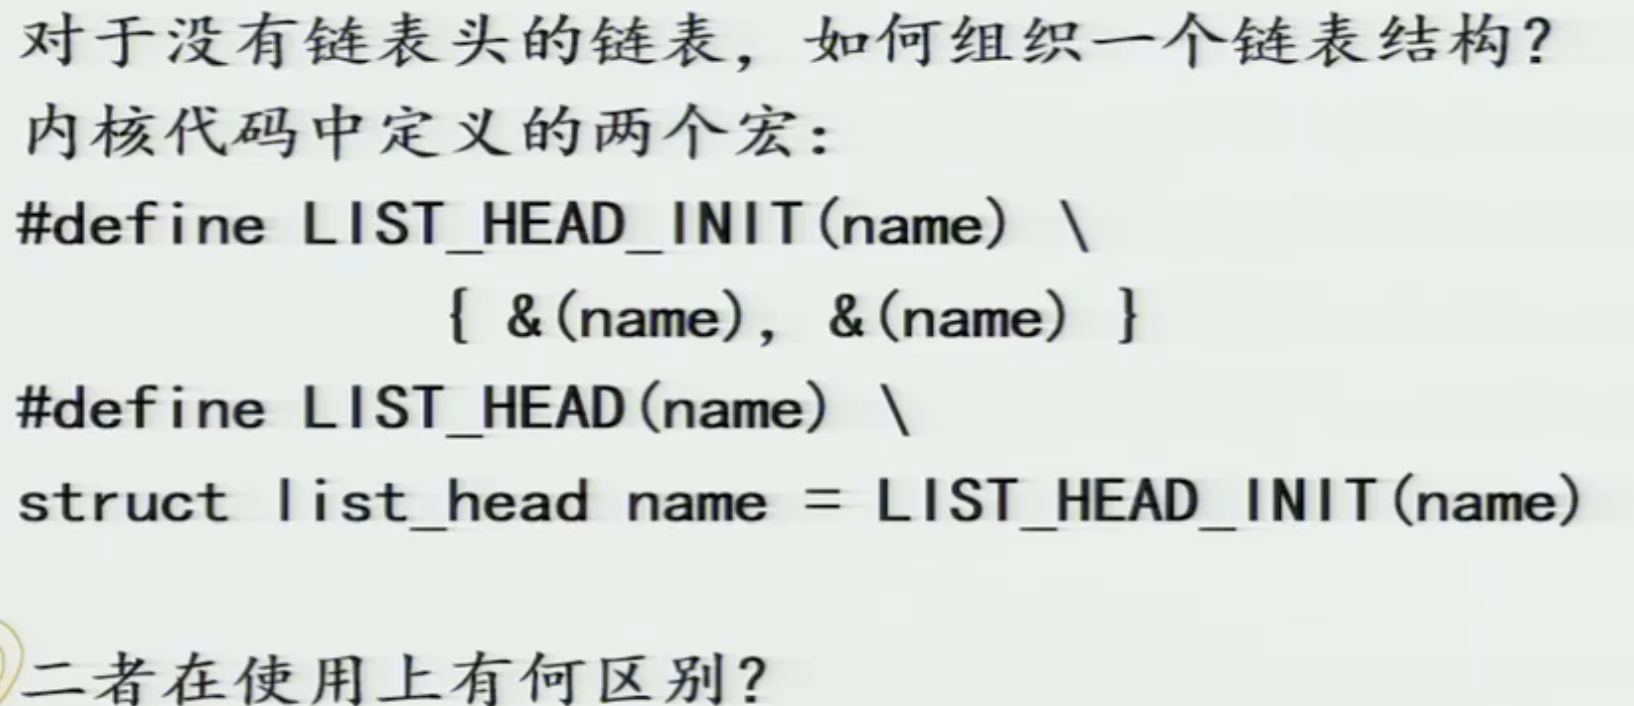 对于没有链表头的链表，如何组织一个链表结构？
内核代码中定义的两个宏：
#define LIST_HEAD_INIT(name) \
{ &(name), &(name) }
#define LIST_HEAD(name) \
struct list_head name = LIST_HEAD_INIT(name)
二者在使用上有何区别？